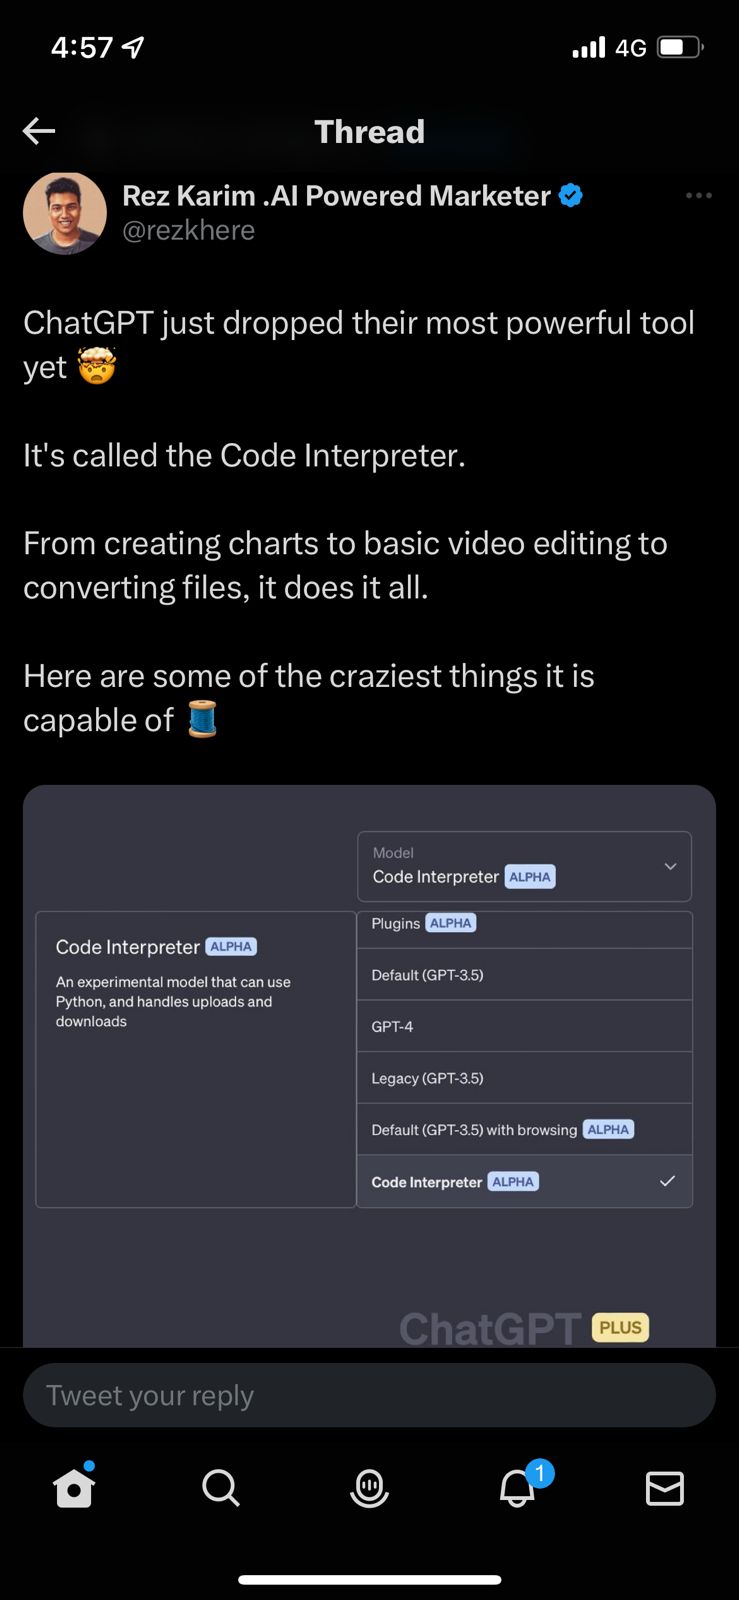 4:57
4G
Thread
Rez Karim .AI Powered Marketer
@rezkhere
ChatGPT just dropped their most powerful tool
yet 🤯
It's called the Code Interpreter.
From creating charts to basic video editing to
converting files, it does it all.
Here are some of the craziest things it is
capable of 🧵
Model
Code Interpreter ALPHA
Code Interpreter ALPHA
An experimental model that can use
Python, and handles uploads and
downloads
Plugins ALPHA
Default (GPT-3.5)
GPT-4
Legacy (GPT-3.5)
Default (GPT-3.5) with browsing ALPHA
Code Interpreter ALPHA
ChatGPT PLUS
Tweet your reply
1